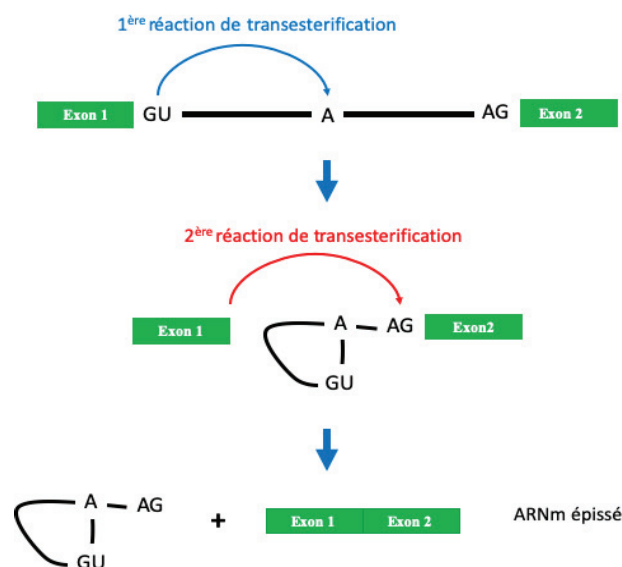 1ère réaction de transesterification
Exon 1 GU A AG Exon 2
2ère réaction de transesterification
Exon 1 A AG Exon2
GU
A AG + Exon 1 Exon 2 ARNm épissé
GU